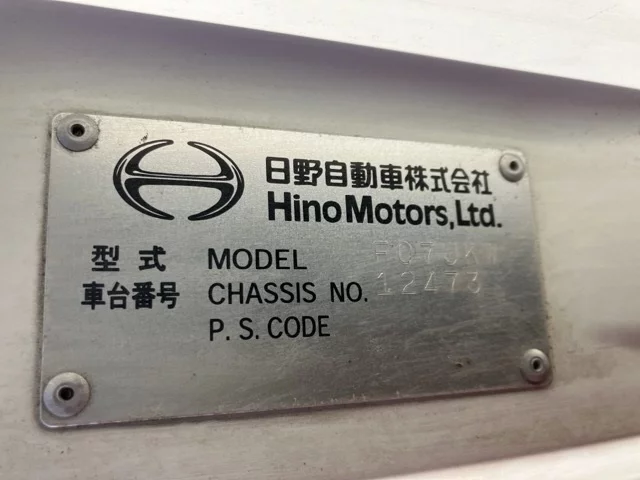 日野自動車株式会社
Hino Motors, Ltd.
型式 MODEL
車台番号 CHASSIS NO. 12473
P. S. CODE